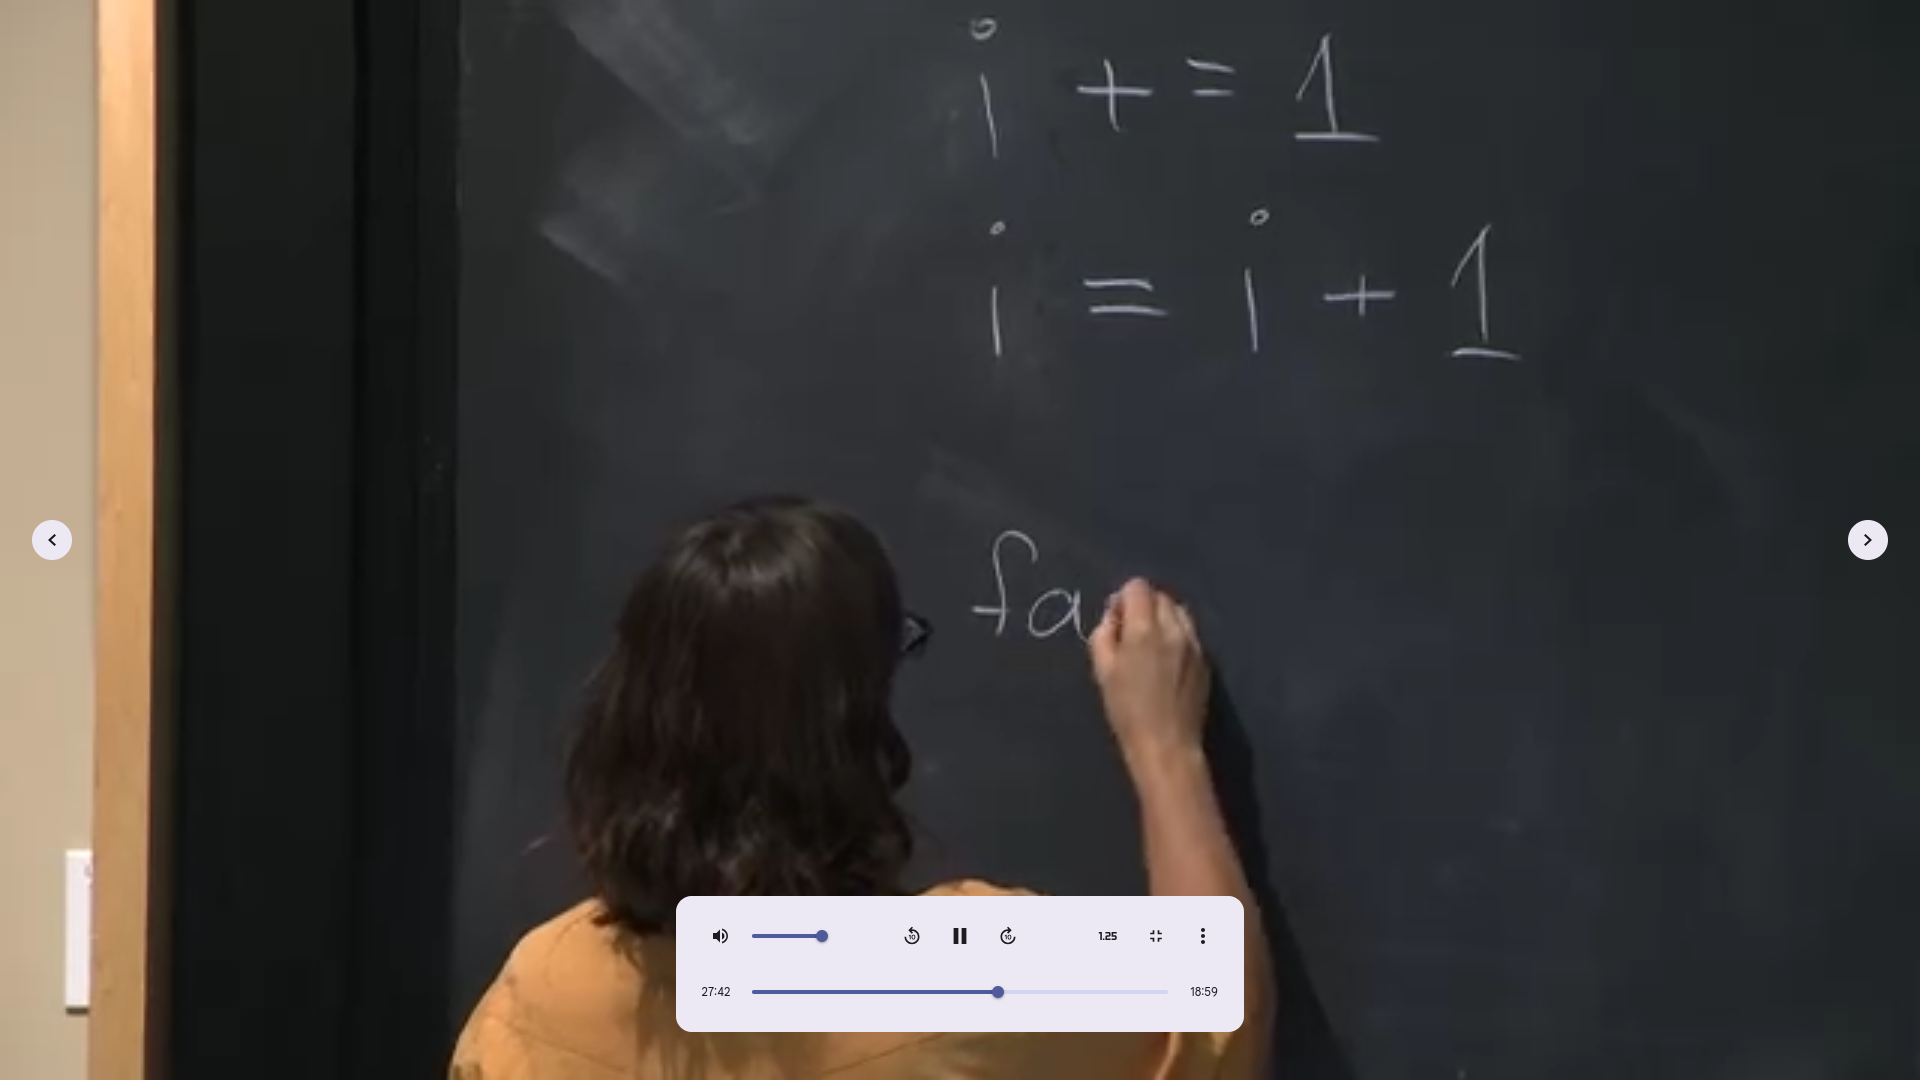 i += 1
i = i + 1
fa
1.25
27:42
18:59